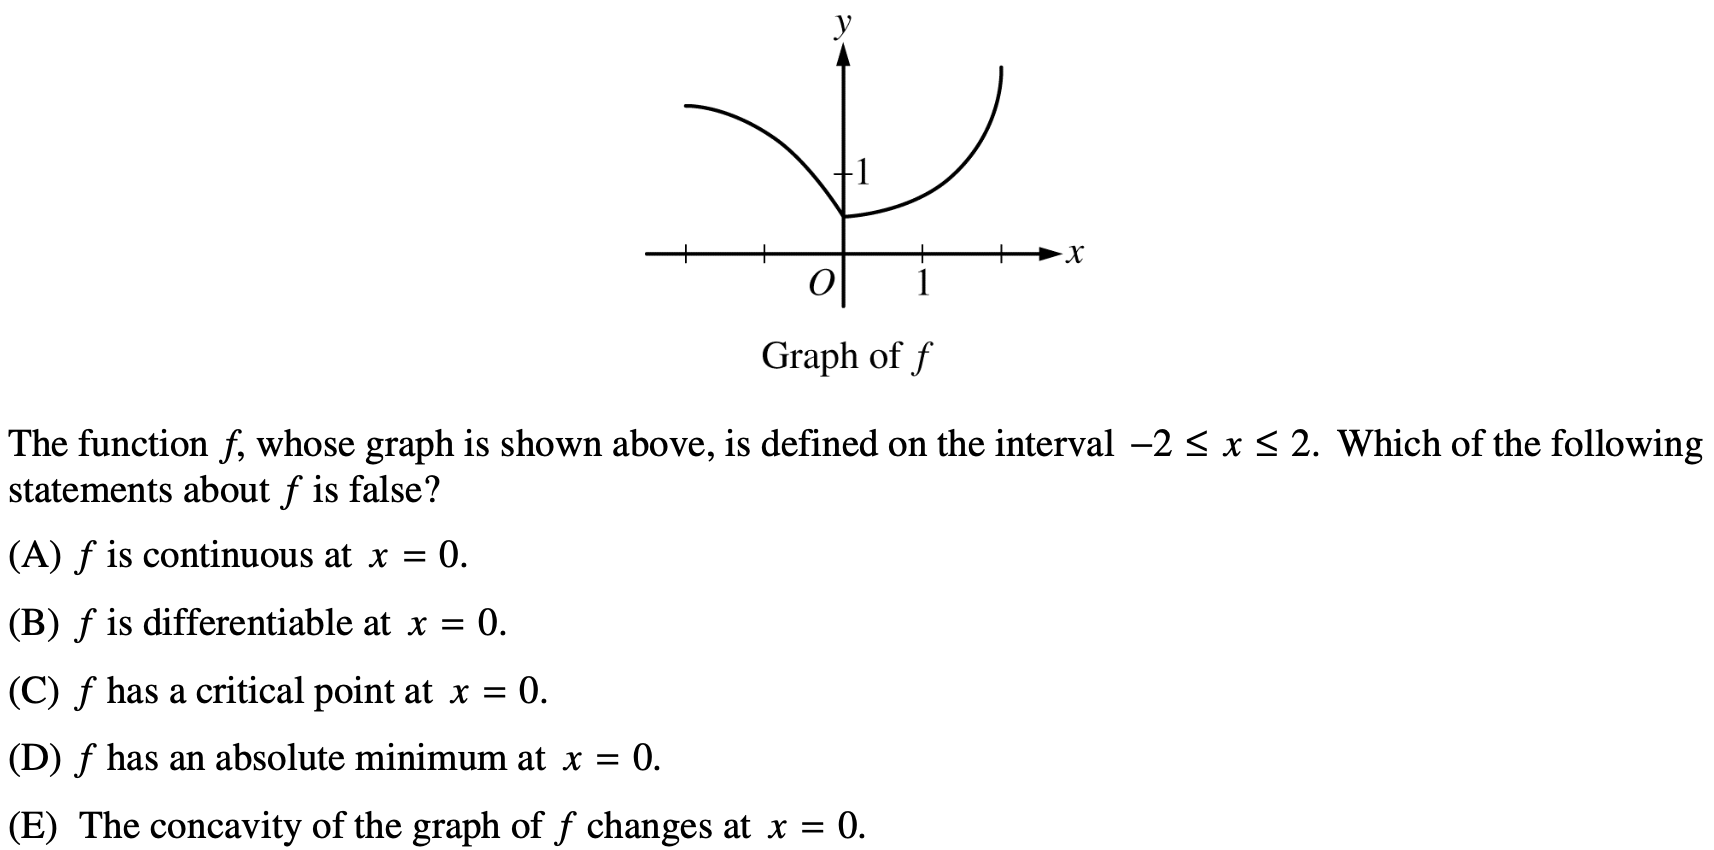 y
1
x
O 1
Graph of f
The function f, whose graph is shown above, is defined on the interval −2 ≤ x ≤ 2. Which of the following
statements about f is false?
(A) f is continuous at x = 0.
(B) f is differentiable at x = 0.
(C) f has a critical point at x = 0.
(D) f has an absolute minimum at x = 0.
(E) The concavity of the graph of f changes at x = 0.